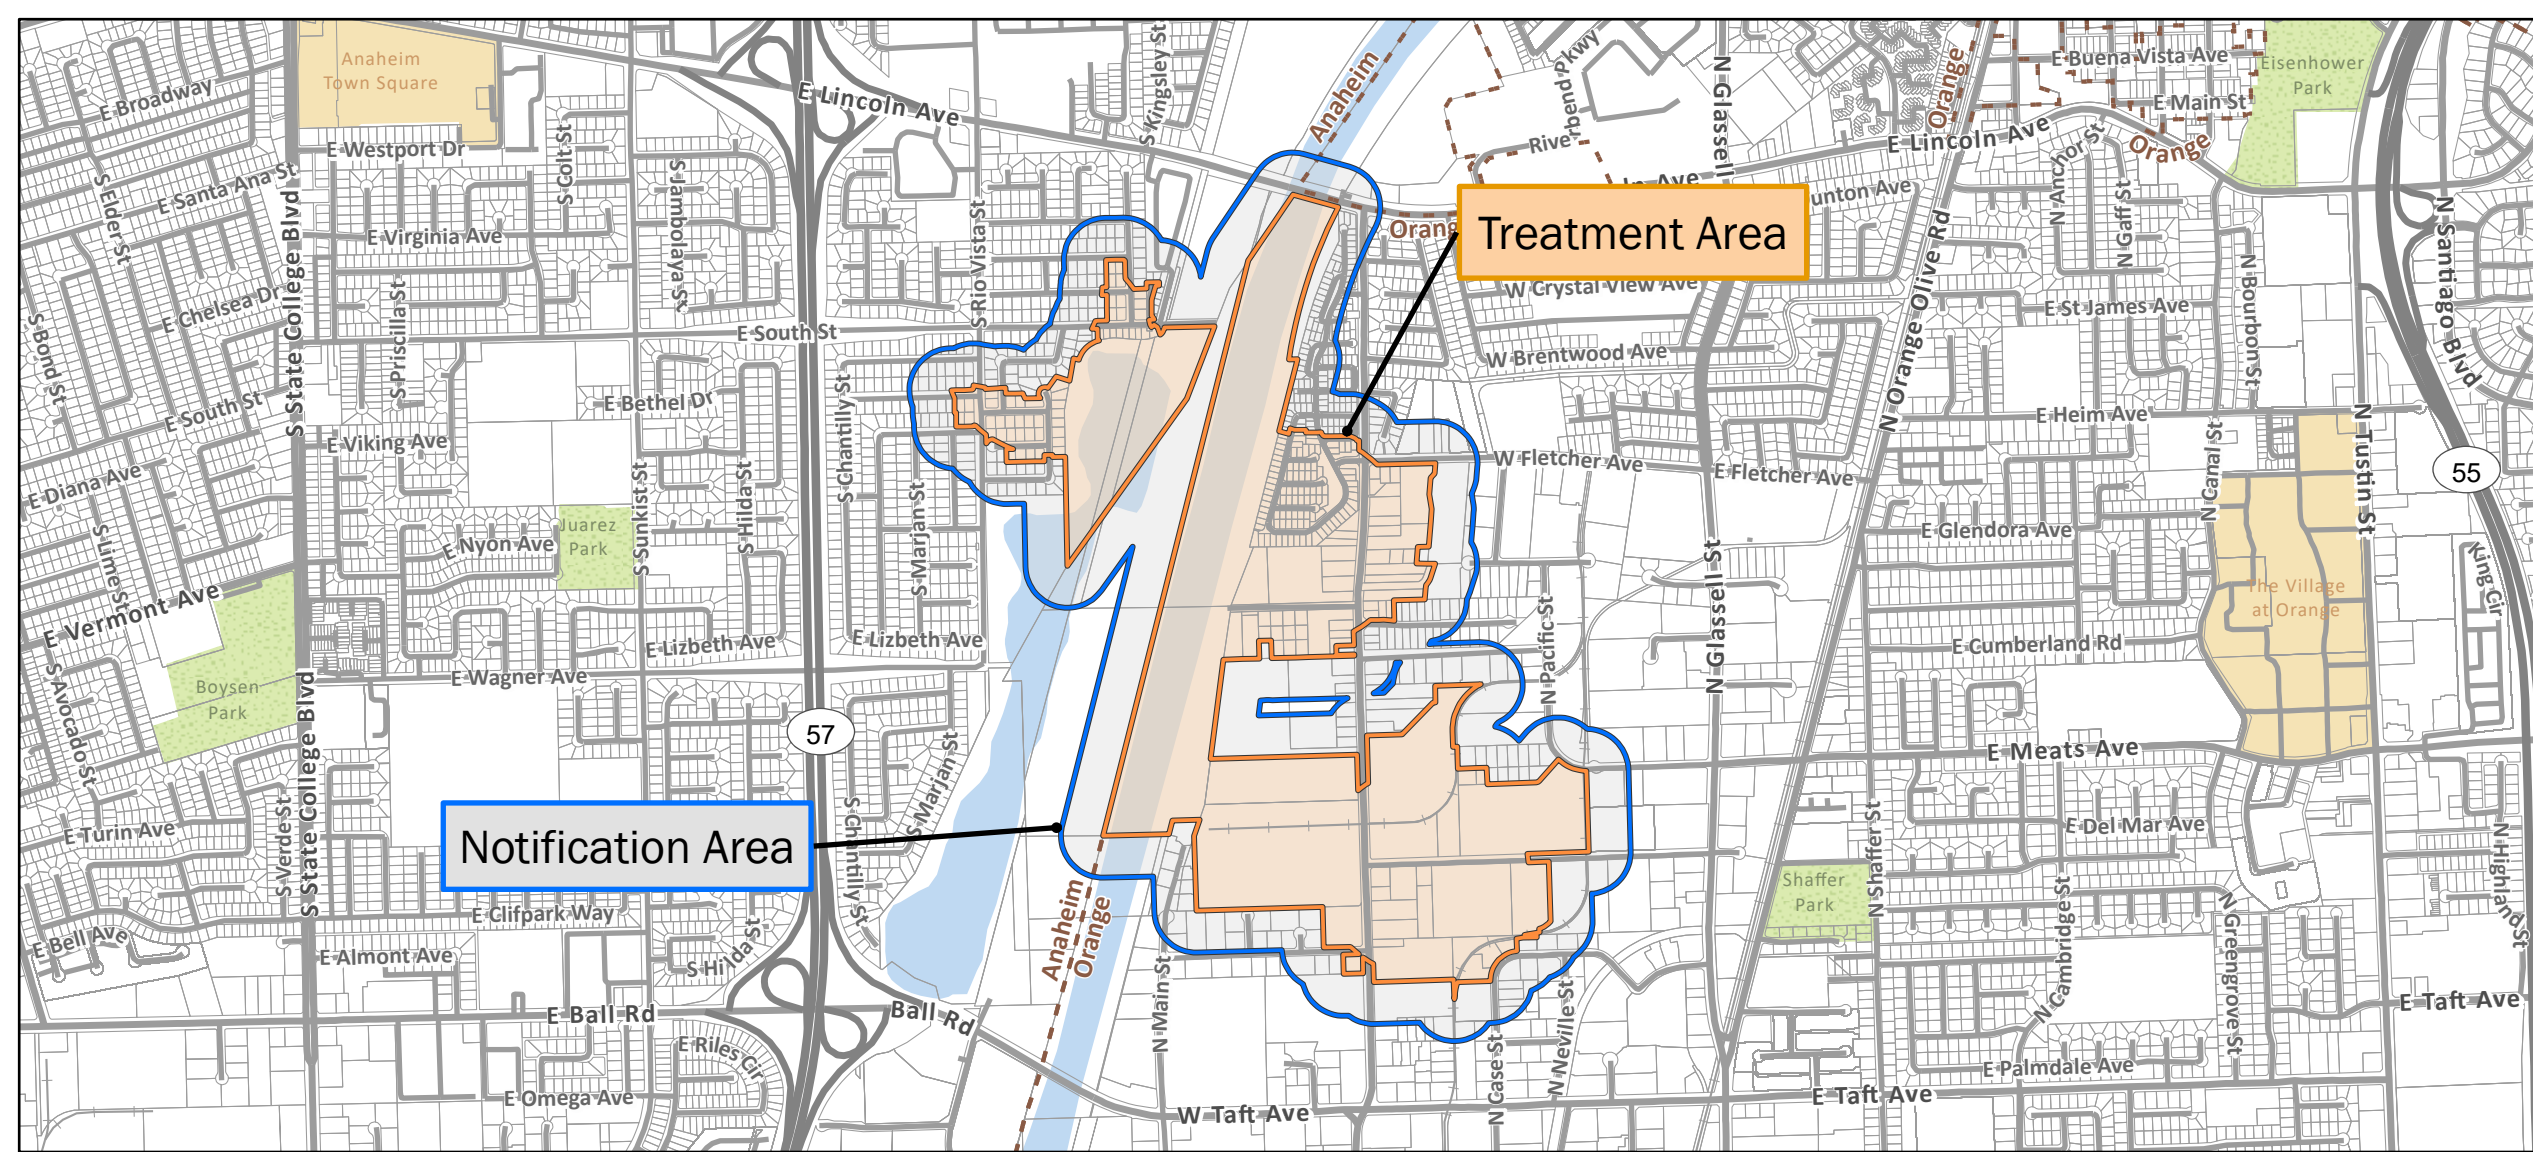 Anaheim
Town Square
E Broadway
E Westport Dr
E Santa Ana St
S Elder St
S State College Blvd
S Colt St
S Jambolaya St
E Virginia Ave
E Chelsea Dr
S Bond St
S Priscilla St
E South St
E South St
E Lincoln Ave
S Kingsley St
S Rio Vista St
Anaheim
Riverbend Pkwy
N Glassell
Orange
E Buena Vista Ave
E Main St
Eisenhower
Park
E Lincoln Ave
Orange
N Anchor St
N Gaff St
N Santiago Blvd
Treatment Area
W Crystal View Ave
W Brentwood Ave
N Orange Olive Rd
E St James Ave
N Bourbon St
E Heim Ave
N Canal St
N Tustin St
55
E Bethel Dr
E Viking Ave
E Diana Ave
S Lime St
E Vermont Ave
Juarez
Park
E Nyon Ave
S Sunkist St
S Hilda St
S Chantilly St
S Marjan St
W Fletcher Ave
E Fletcher Ave
E Glendora Ave
N Glassell St
N Pacific St
King Cir
The Village
at Orange
E Cumberland Rd
E Lizbeth Ave
E Lizbeth Ave
E Wagner Ave
Boysen
Park
S Avocado St
S State College Blvd
57
S Marjan St
S Chantilly St
Notification Area
E Turin Ave
S Verde St
E Clifpark Way
E Bell Ave
E Almont Ave
S Hilda St
Anaheim
Orange
E Meats Ave
E Del Mar Ave
N Shaffer St
Shaffer
Park
N Cambridge St
N Greengrove St
N Highland St
E Taft Ave
E Ball Rd
Ball Rd
E Riles Cir
E Omega Ave
N Main St
W Taft Ave
N Case St
N Neville St
E Palmdale Ave
E Taft Ave